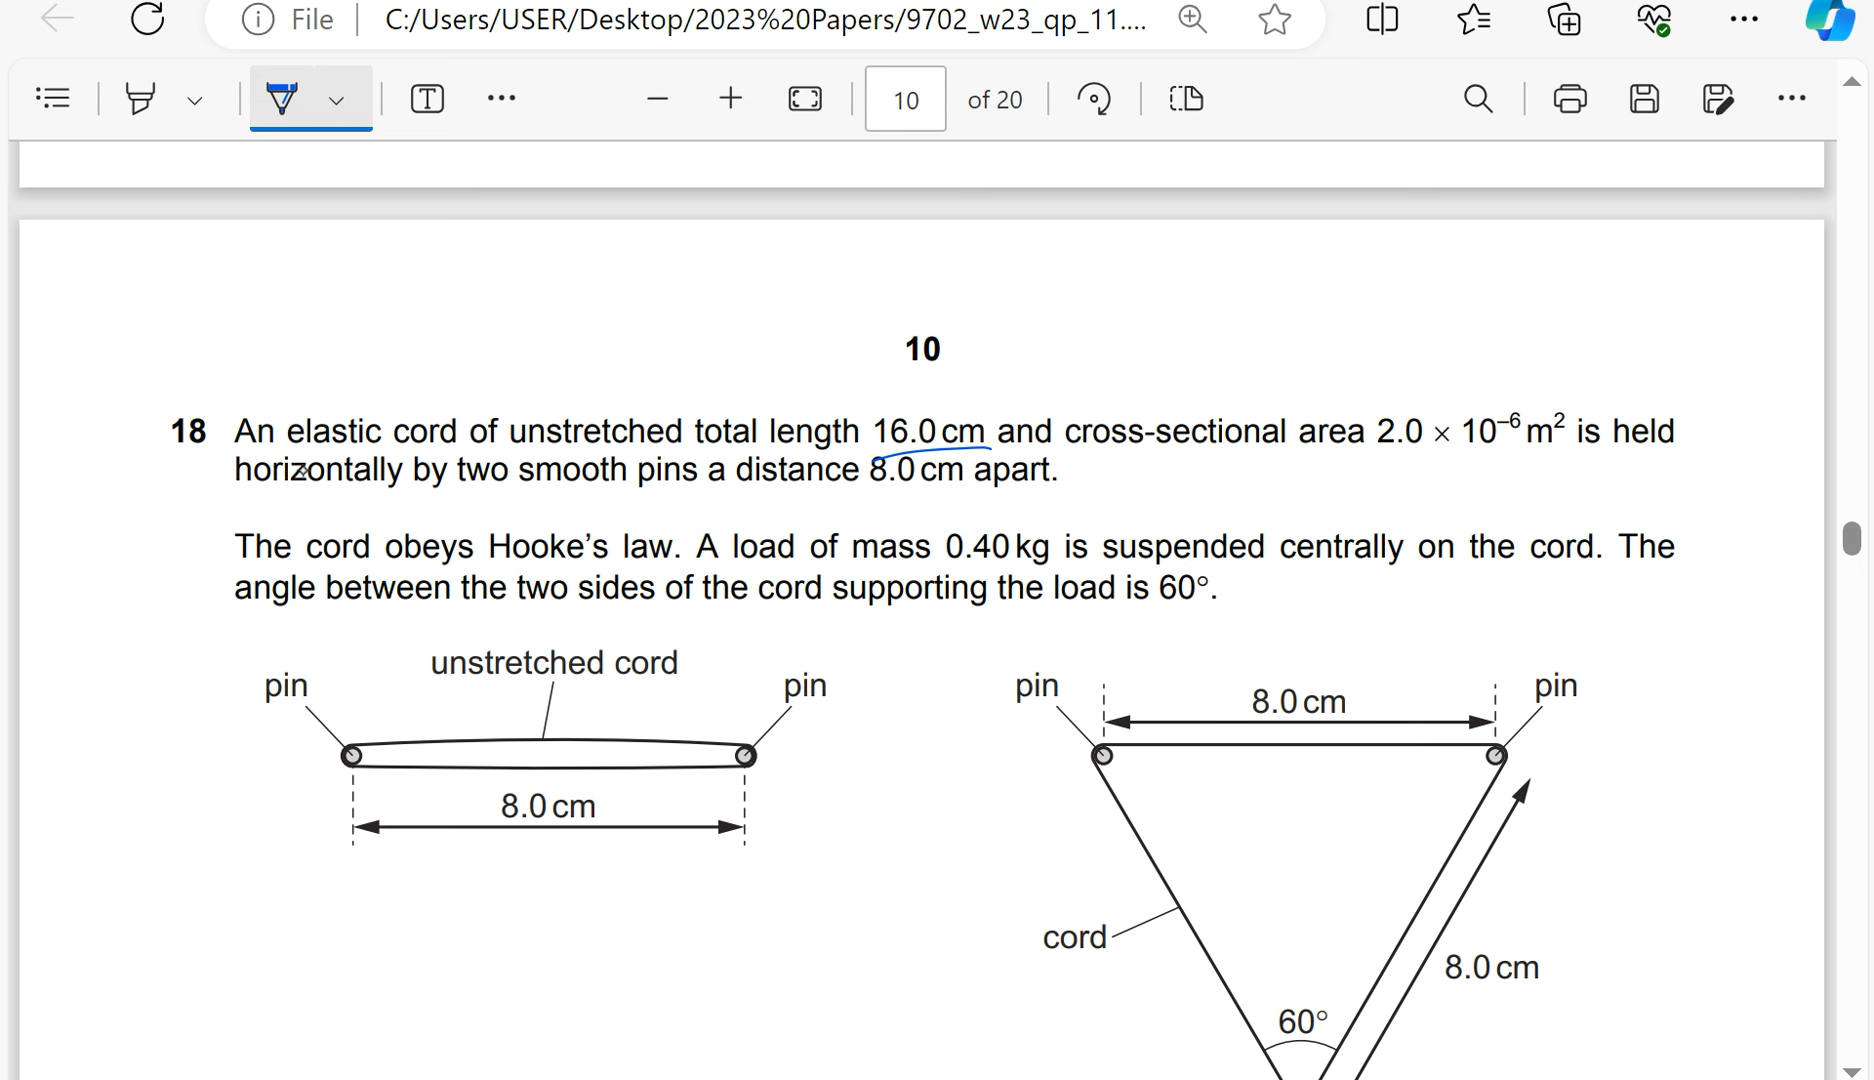 File
C:/Users/USER/Desktop/2023%20Papers/9702_w23_qp_11....
10 of 20
10
18 An elastic cord of unstretched total length 16.0 cm and cross-sectional area 2.0 × 10⁻⁶ m² is held
horizontally by two smooth pins a distance 8.0 cm apart.
The cord obeys Hooke's law. A load of mass 0.40 kg is suspended centrally on the cord. The
angle between the two sides of the cord supporting the load is 60°.
unstretched cord
pin
pin
8.0 cm
pin
8.0 cm
pin
cord
8.0 cm
60°